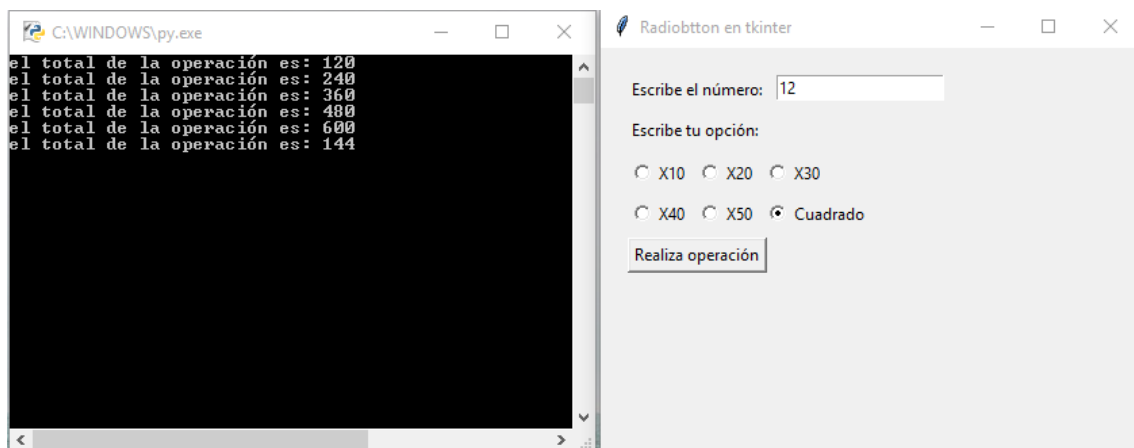 C:\WINDOWS\py.exe
el total de la operación es: 120
el total de la operación es: 240
el total de la operación es: 360
el total de la operación es: 480
el total de la operación es: 600
el total de la operación es: 144
Radiobtton en tkinter
Escribe el número: 12
Escribe tu opción:
X10 X20 X30
X40 X50 Cuadrado
Realiza operación